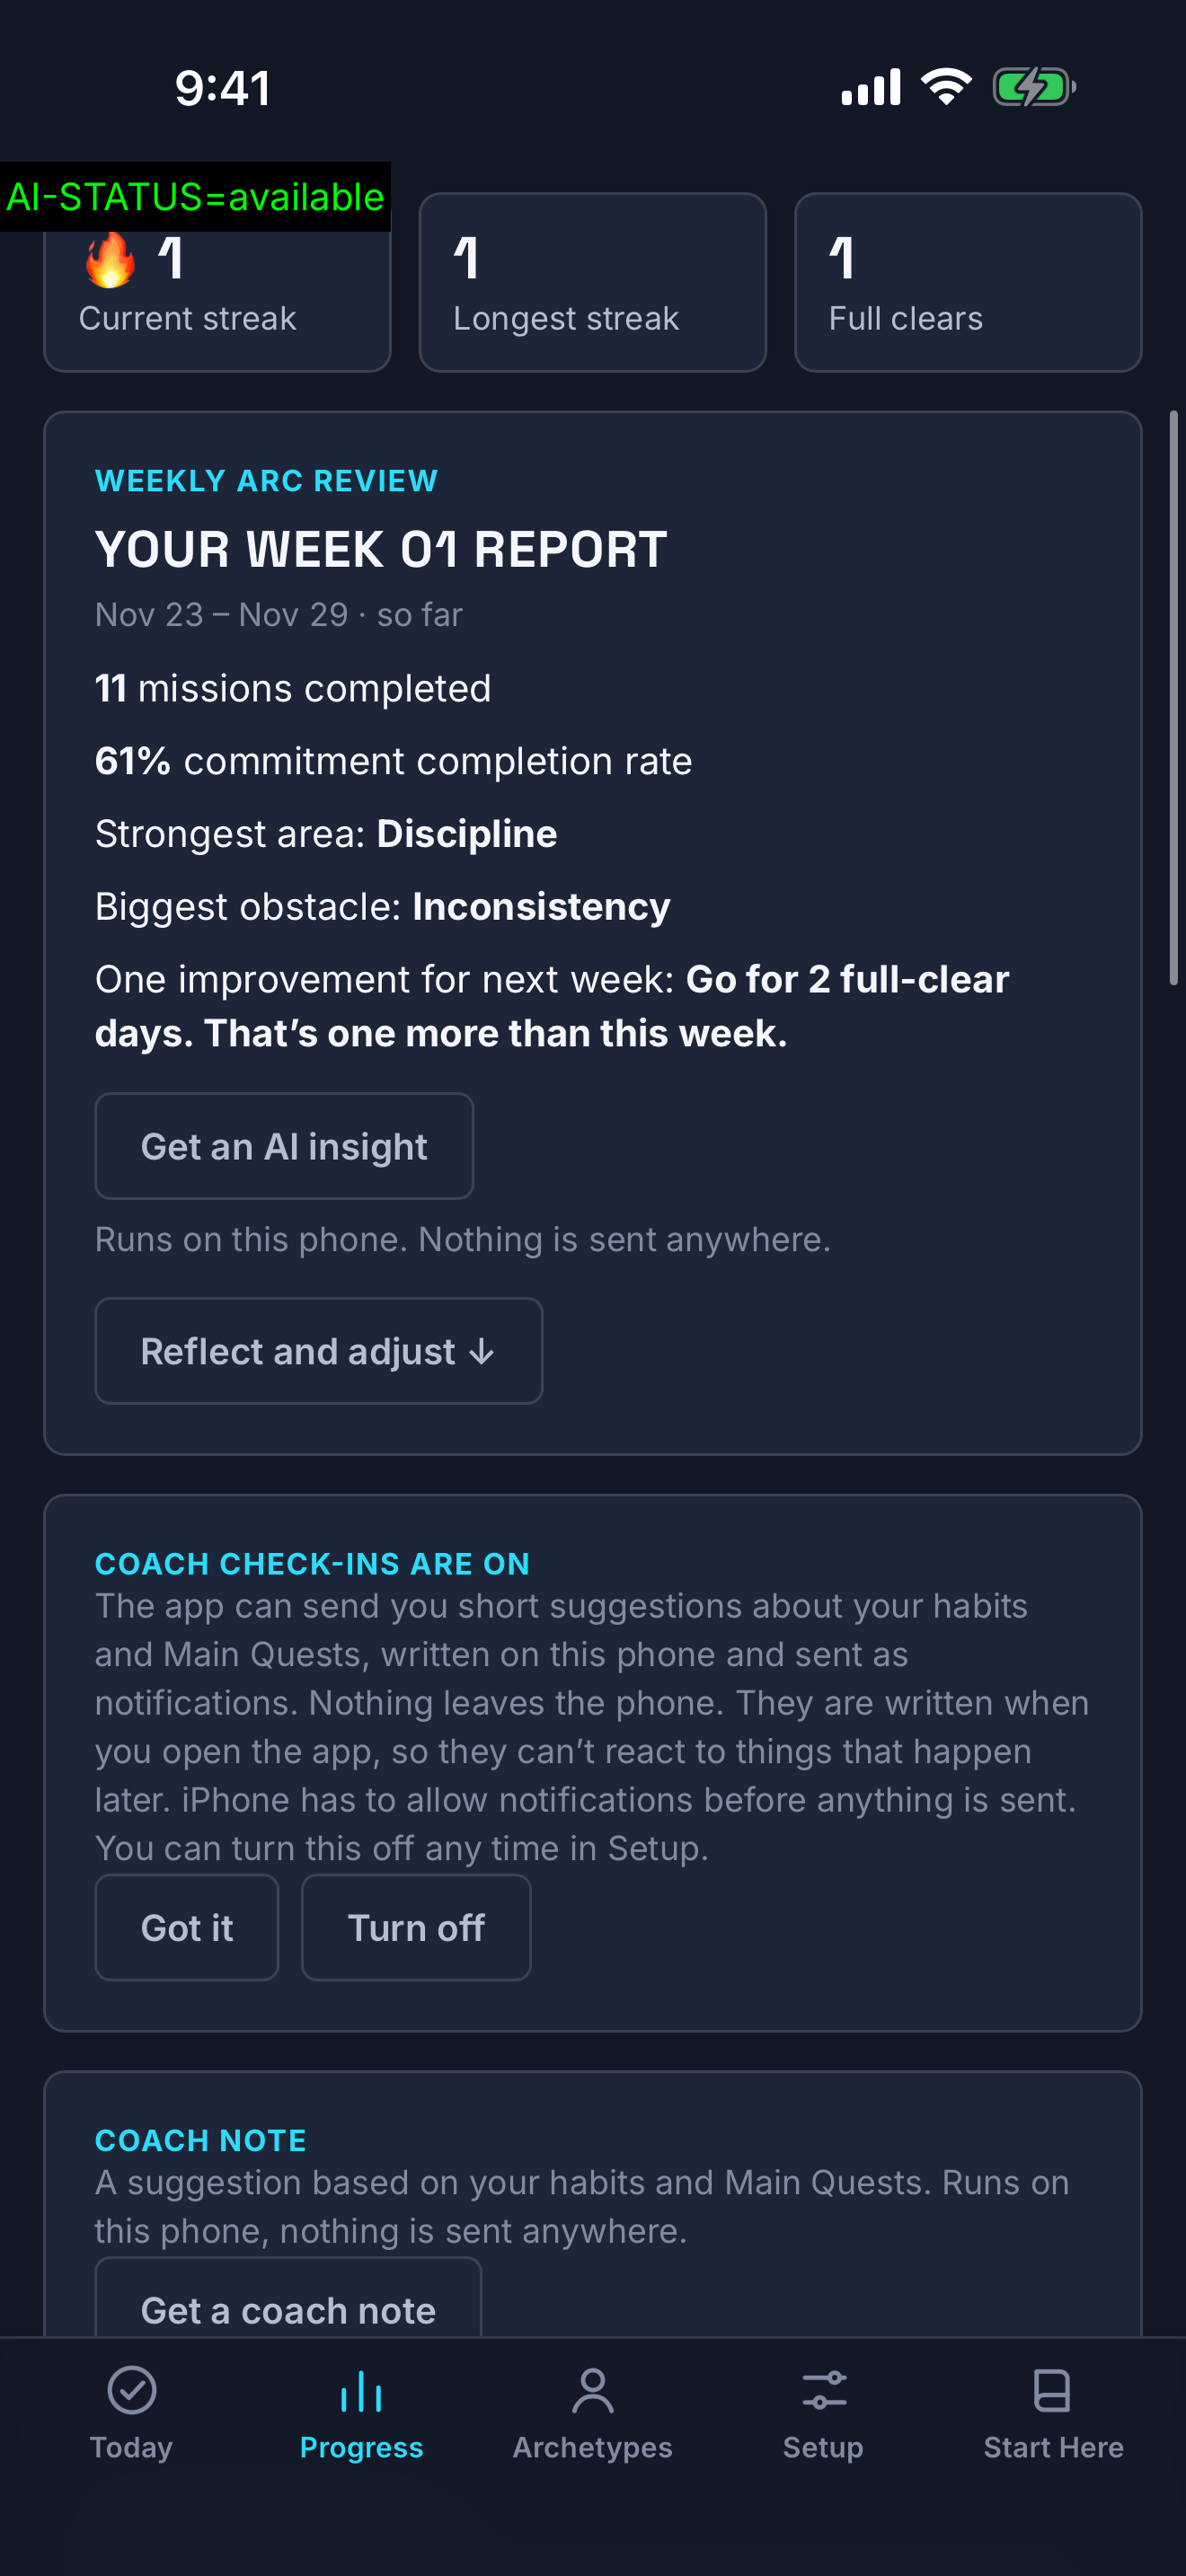 9:41
AI-STATUS=available
🔥 1
Current streak
1
Longest streak
1
Full clears
WEEKLY ARC REVIEW
YOUR WEEK 01 REPORT
Nov 23 – Nov 29 · so far
11 missions completed
61% commitment completion rate
Strongest area: Discipline
Biggest obstacle: Inconsistency
One improvement for next week: Go for 2 full-clear
days. That’s one more than this week.
Get an AI insight
Runs on this phone. Nothing is sent anywhere.
Reflect and adjust ↓
COACH CHECK-INS ARE ON
The app can send you short suggestions about your habits
and Main Quests, written on this phone and sent as
notifications. Nothing leaves the phone. They are written when
you open the app, so they can’t react to things that happen
later. iPhone has to allow notifications before anything is sent.
You can turn this off any time in Setup.
Got it
Turn off
COACH NOTE
A suggestion based on your habits and Main Quests. Runs on
this phone, nothing is sent anywhere.
Get a coach note
Today
Progress
Archetypes
Setup
Start Here